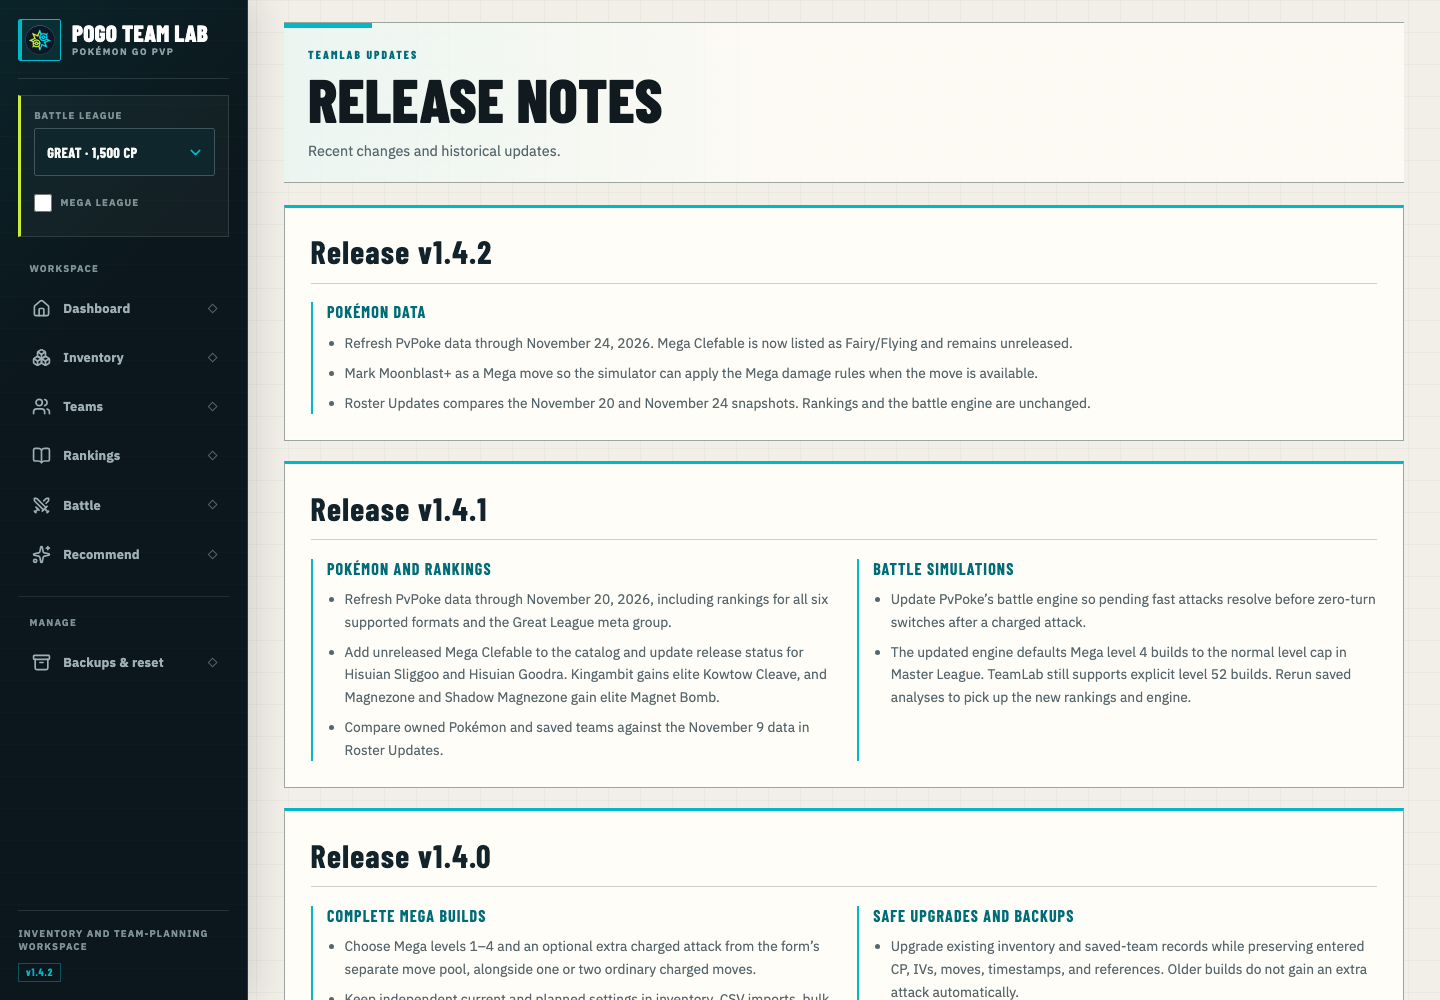 POGO TEAM LAB
POKÉMON GO PVP
BATTLE LEAGUE
GREAT · 1,500 CP
MEGA LEAGUE
WORKSPACE
Dashboard
Inventory
Teams
Rankings
Battle
Recommend
MANAGE
Backups & reset
INVENTORY AND TEAM-PLANNING
WORKSPACE
v1.4.2
TEAMLAB UPDATES
RELEASE NOTES
Recent changes and historical updates.
Release v1.4.2
POKÉMON DATA
Refresh PvPoke data through November 24, 2026. Mega Clefable is now listed as Fairy/Flying and remains unreleased.
Mark Moonblast+ as a Mega move so the simulator can apply the Mega damage rules when the move is available.
Roster Updates compares the November 20 and November 24 snapshots. Rankings and the battle engine are unchanged.
Release v1.4.1
POKÉMON AND RANKINGS
Refresh PvPoke data through November 20, 2026, including rankings for all six
supported formats and the Great League meta group.
Add unreleased Mega Clefable to the catalog and update release status for
Hisuian Sliggoo and Hisuian Goodra. Kingambit gains elite Kowtow Cleave, and
Magnezone and Shadow Magnezone gain elite Magnet Bomb.
Compare owned Pokémon and saved teams against the November 9 data in
Roster Updates.
BATTLE SIMULATIONS
Update PvPoke’s battle engine so pending fast attacks resolve before zero-turn
switches after a charged attack.
The updated engine defaults Mega level 4 builds to the normal level cap in
Master League. TeamLab still supports explicit level 52 builds. Rerun saved
analyses to pick up the new rankings and engine.
Release v1.4.0
COMPLETE MEGA BUILDS
Choose Mega levels 1–4 and an optional extra charged attack from the form’s
separate move pool, alongside one or two ordinary charged moves.
Keep independent current and planned settings in inventory, CSV imports, bulk
SAFE UPGRADES AND BACKUPS
Upgrade existing inventory and saved-team records while preserving entered
CP, IVs, moves, timestamps, and references. Older builds do not gain an extra
attack automatically.